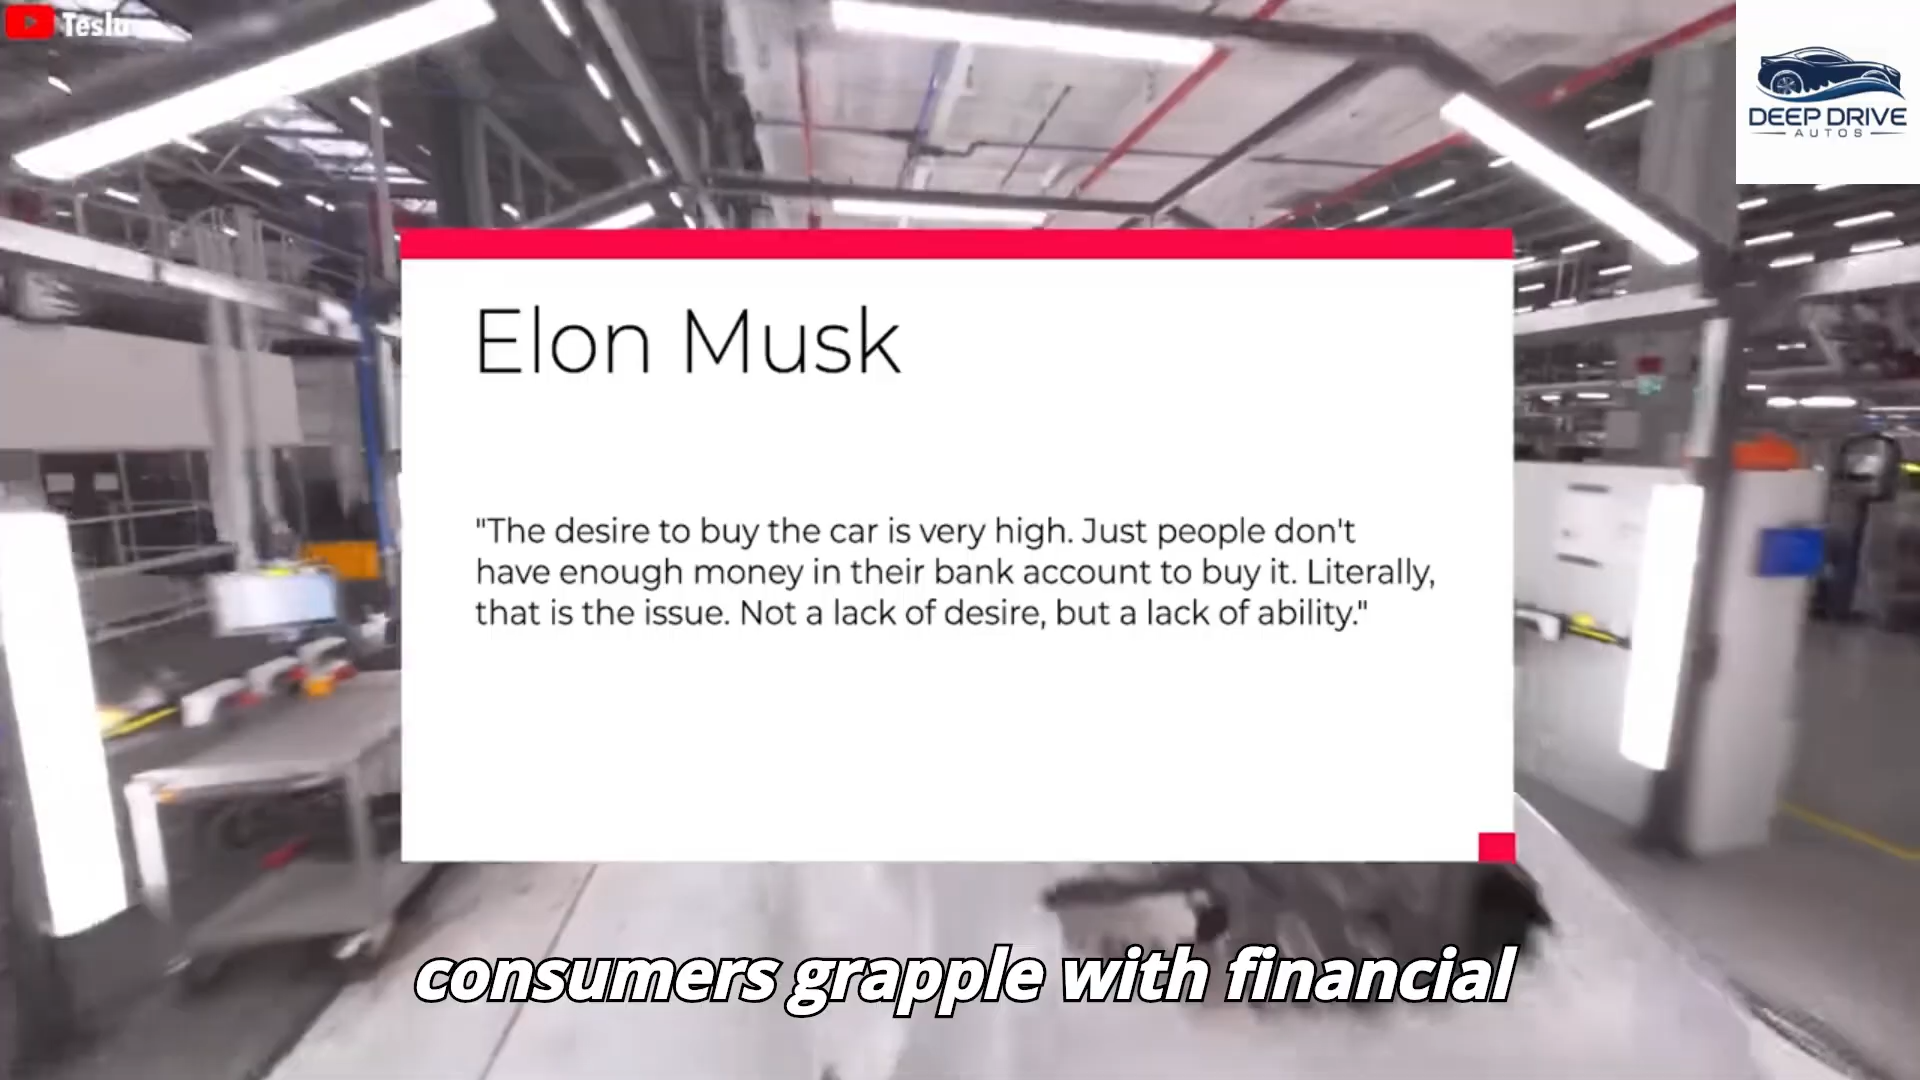 Tesla
DEEP DRIVE
AUTOS
Elon Musk
"The desire to buy the car is very high. Just people don't
have enough money in their bank account to buy it. Literally,
that is the issue. Not a lack of desire, but a lack of ability."
consumers grapple with financial